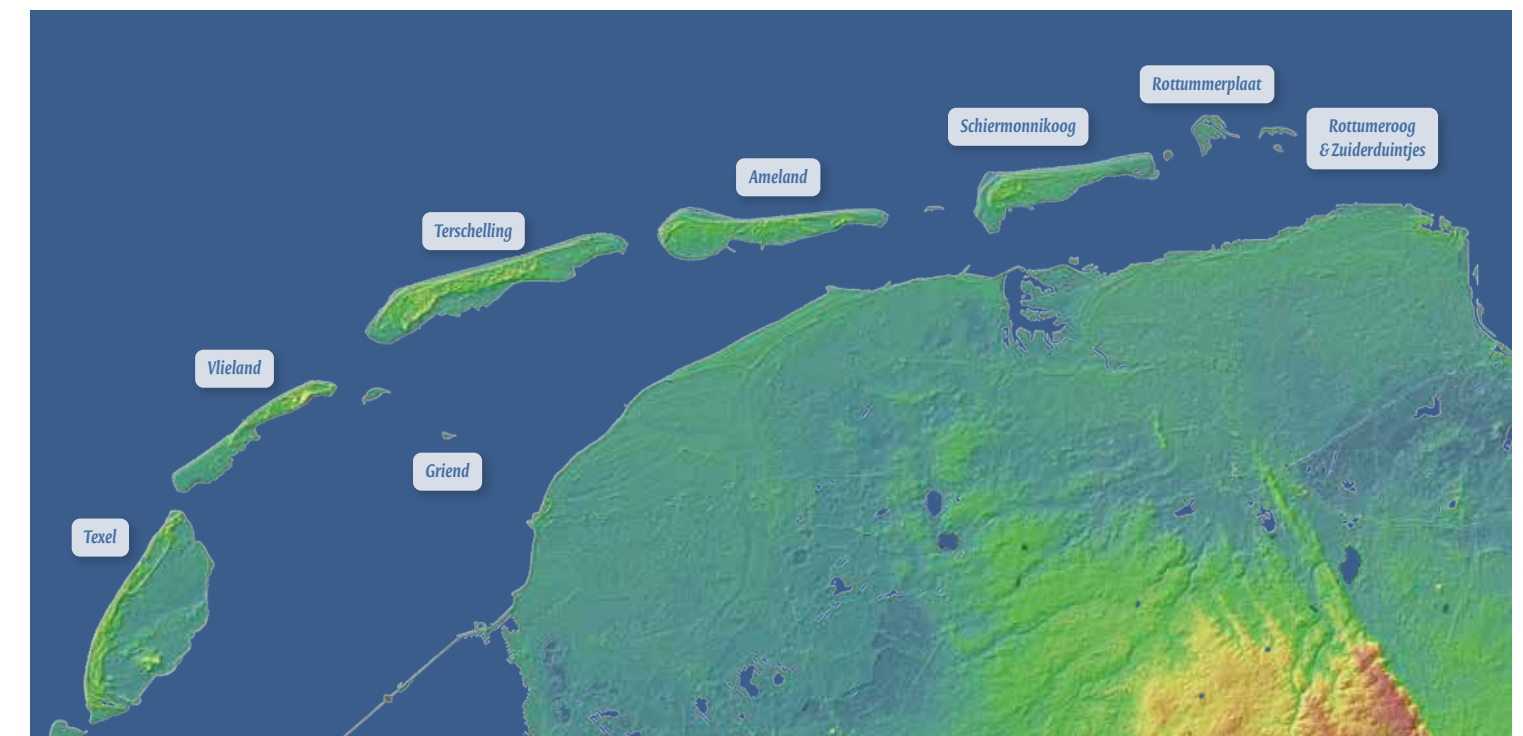 Rottummerplaat
Schiermonnikoog
Rottumeroog
& Zuiderduintjes
Ameland
Terschelling
Vlieland
Griend
Texel